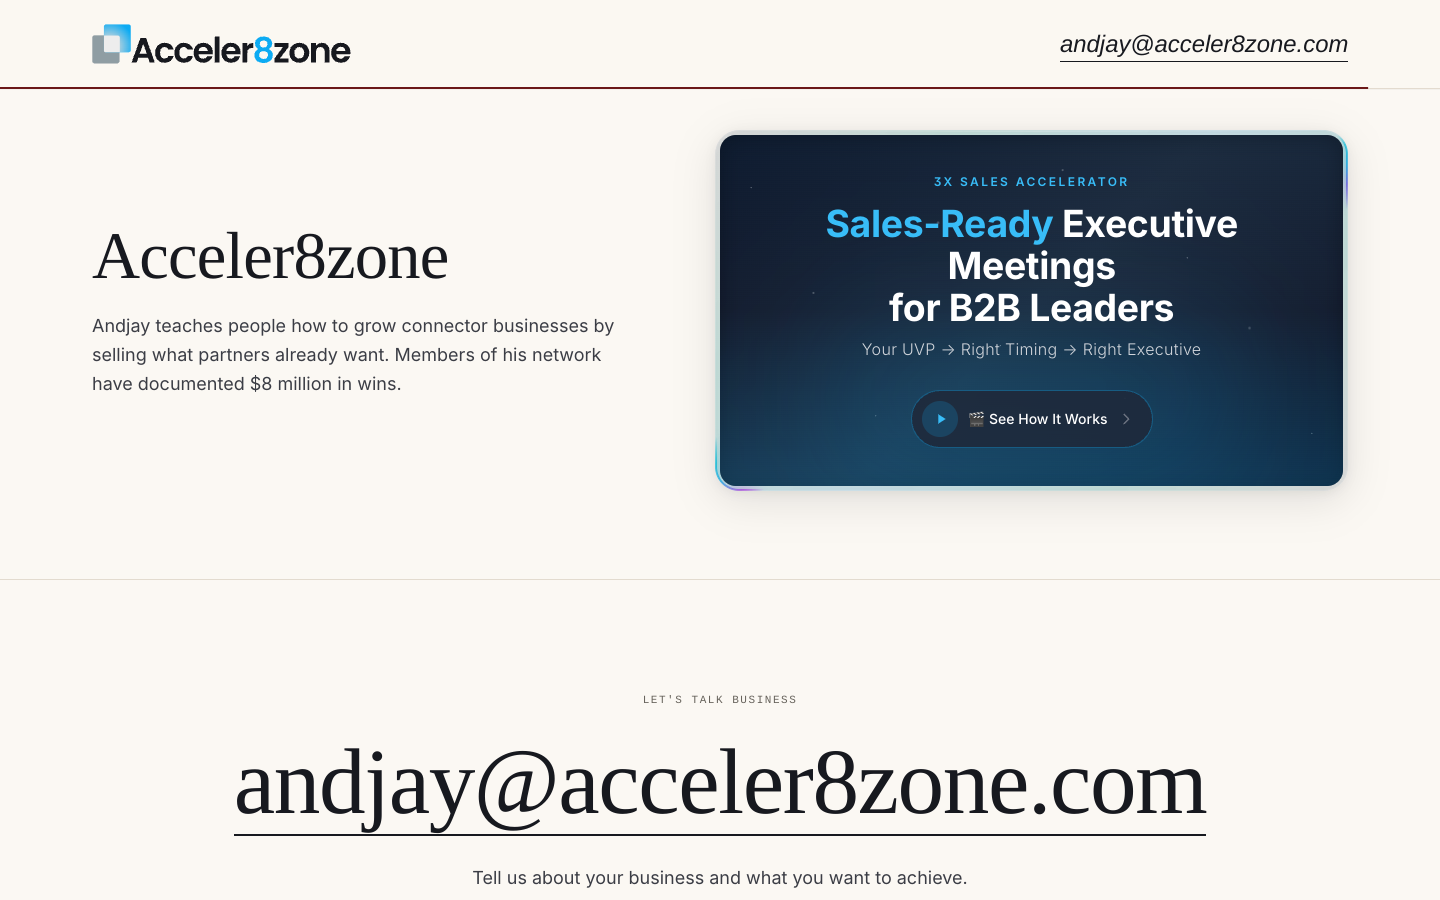 Acceler8zone
andjay@acceler8zone.com
Acceler8zone
Andjay teaches people how to grow connector businesses by
selling what partners already want. Members of his network
have documented $8 million in wins.
3X SALES ACCELERATOR
Sales-Ready Executive
Meetings
for B2B Leaders
Your UVP → Right Timing → Right Executive
🎬 See How It Works
LET'S TALK BUSINESS
andjay@acceler8zone.com
Tell us about your business and what you want to achieve.